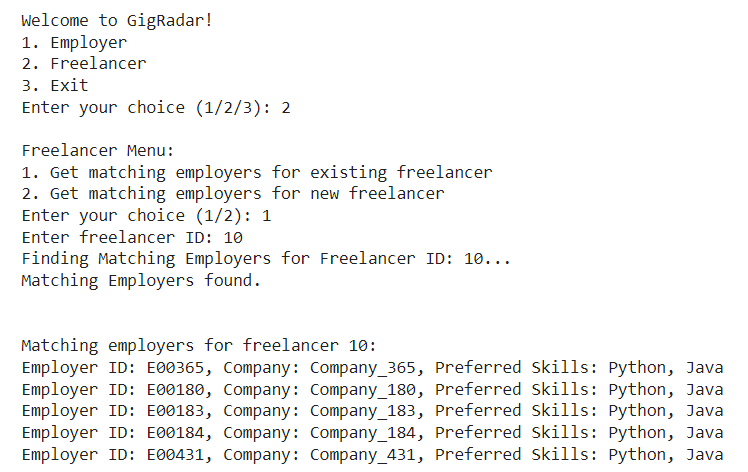 Welcome to GigRadar!
1. Employer
2. Freelancer
3. Exit
Enter your choice (1/2/3): 2
Freelancer Menu:
1. Get matching employers for existing freelancer
2. Get matching employers for new freelancer
Enter your choice (1/2): 1
Enter freelancer ID: 10
Finding Matching Employers for Freelancer ID: 10...
Matching Employers found.
Matching employers for freelancer 10:
Employer ID: E00365, Company: Company_365, Preferred Skills: Python, Java
Employer ID: E00180, Company: Company_180, Preferred Skills: Python, Java
Employer ID: E00183, Company: Company_183, Preferred Skills: Python, Java
Employer ID: E00184, Company: Company_184, Preferred Skills: Python, Java
Employer ID: E00431, Company: Company_431, Preferred Skills: Python, Java